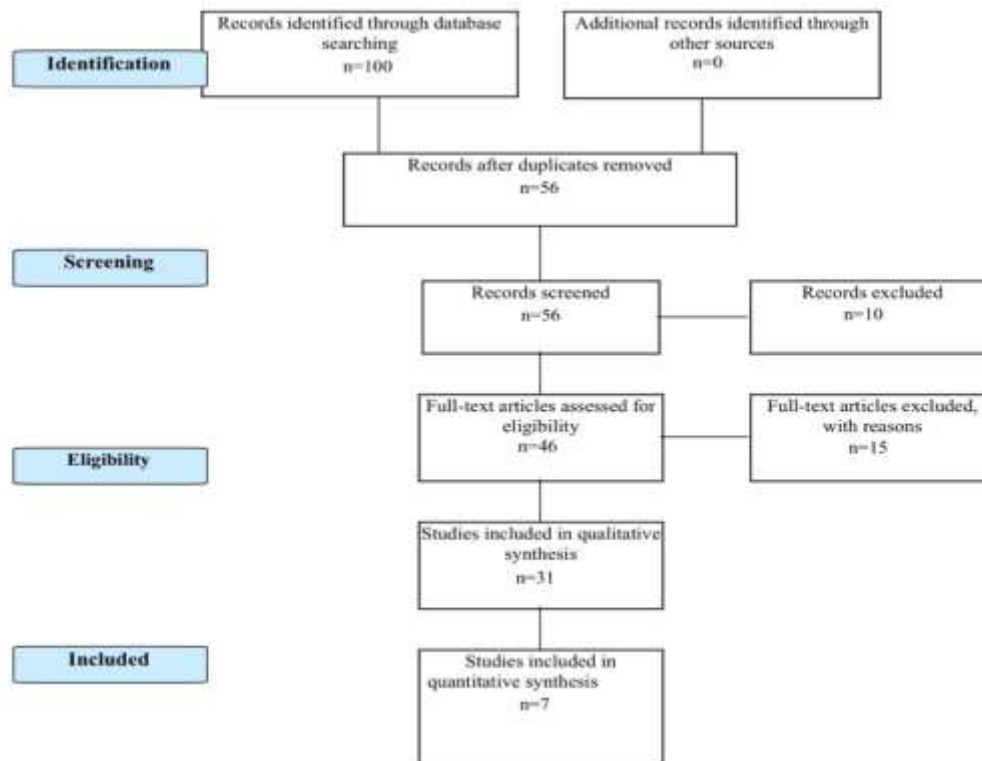 Records identified through database
searching
n=100
Additional records identified through
other sources
n=0
Identification
Records after duplicates removed
n=56
Screening
Records screened
n=56
Records excluded
n=10
Full-text articles assessed for
eligibility
n=46
Full-text articles excluded,
with reasons
n=15
Eligibility
Studies included in qualitative
synthesis
n=31
Included
Studies included in
quantitative synthesis
n=7